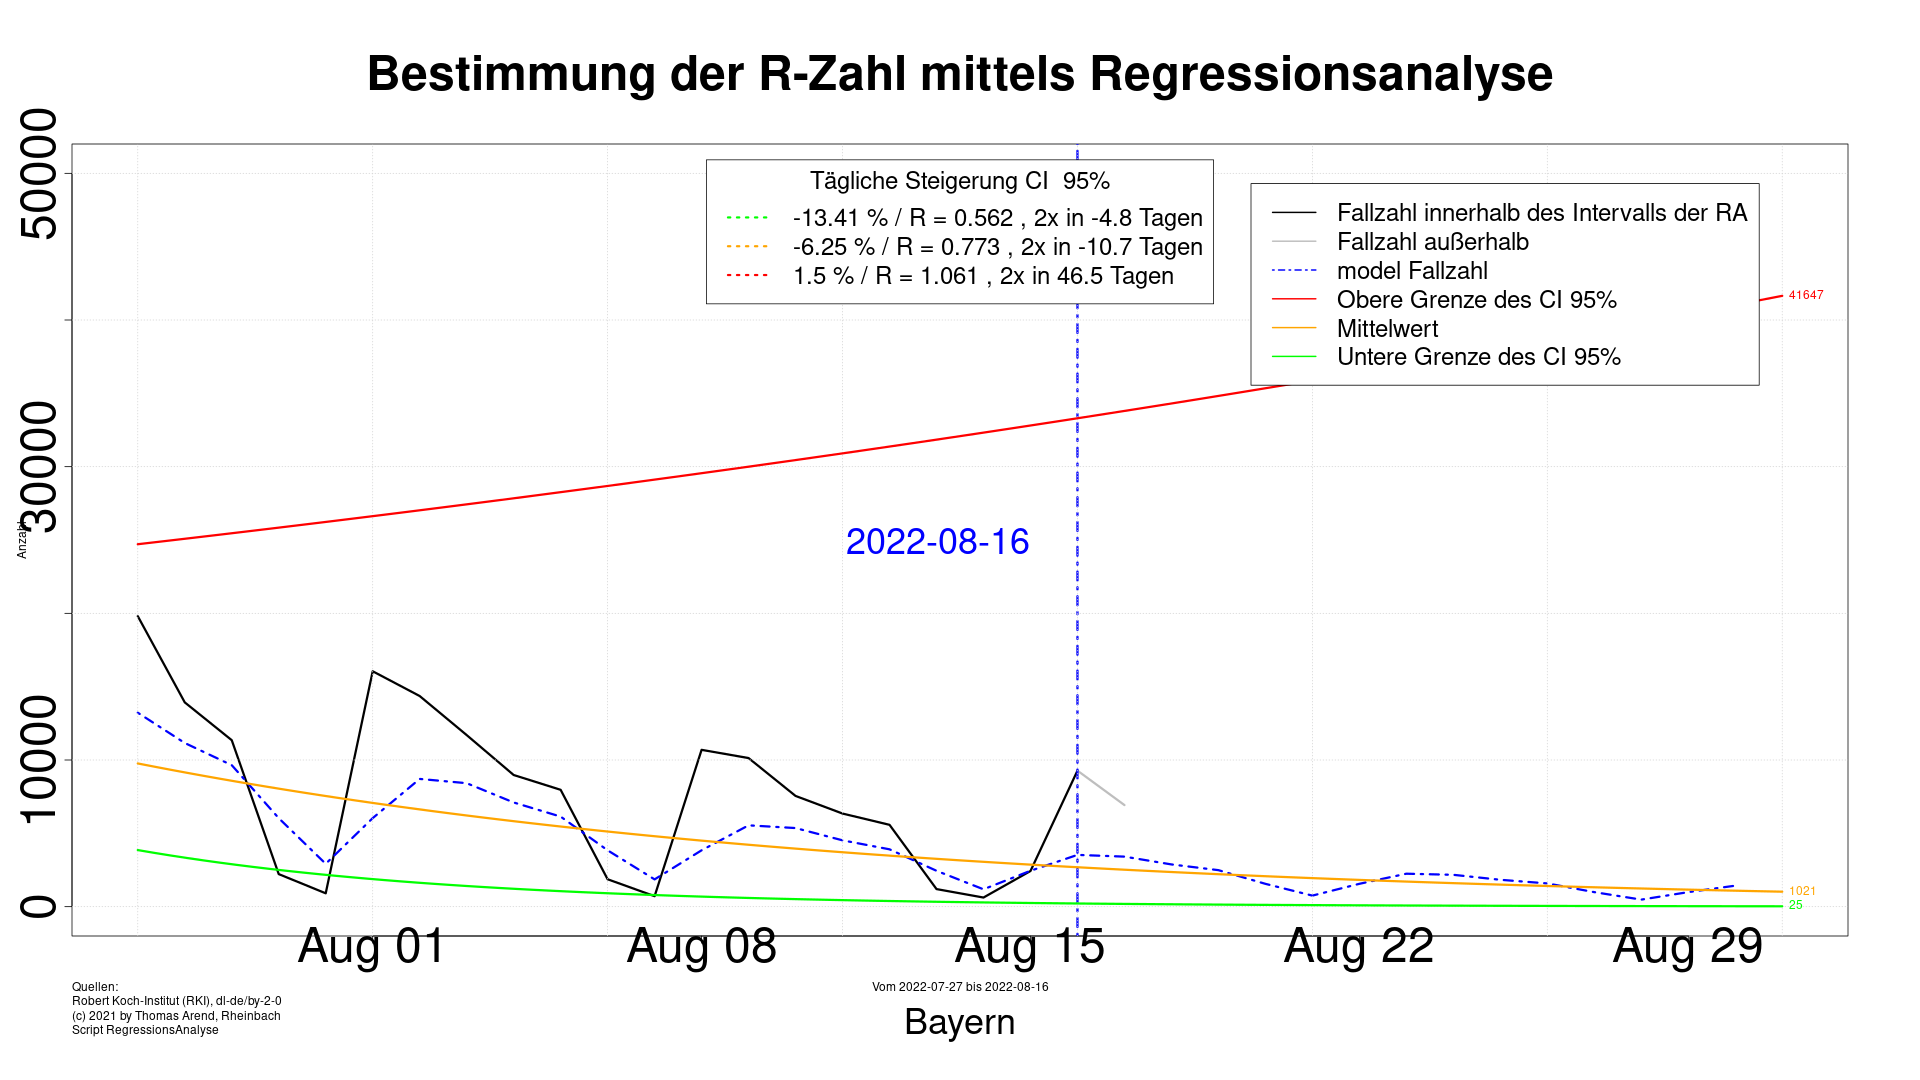 Bestimmung der R-Zahl mittels Regressionsanalyse
Tägliche Steigerung CI  95%
-13.41 % / R = 0.562 , 2x in -4.8 Tagen
-6.25 % / R = 0.773 , 2x in -10.7 Tagen
1.5 % / R = 1.061 , 2x in 46.5 Tagen
Fallzahl innerhalb des Intervalls der RA
Fallzahl außerhalb
model Fallzahl
Obere Grenze des CI 95%
Mittelwert
Untere Grenze des CI 95%
50000
30000
10000
0
Anzahl
41647
2022-08-16
1021
25
Aug 01
Aug 08
Aug 15
Aug 22
Aug 29
Quellen:
Robert Koch-Institut (RKI), dl-de/by-2-0
(c) 2021 by Thomas Arend, Rheinbach
Script RegressionsAnalyse
Vom 2022-07-27 bis 2022-08-16
Bayern